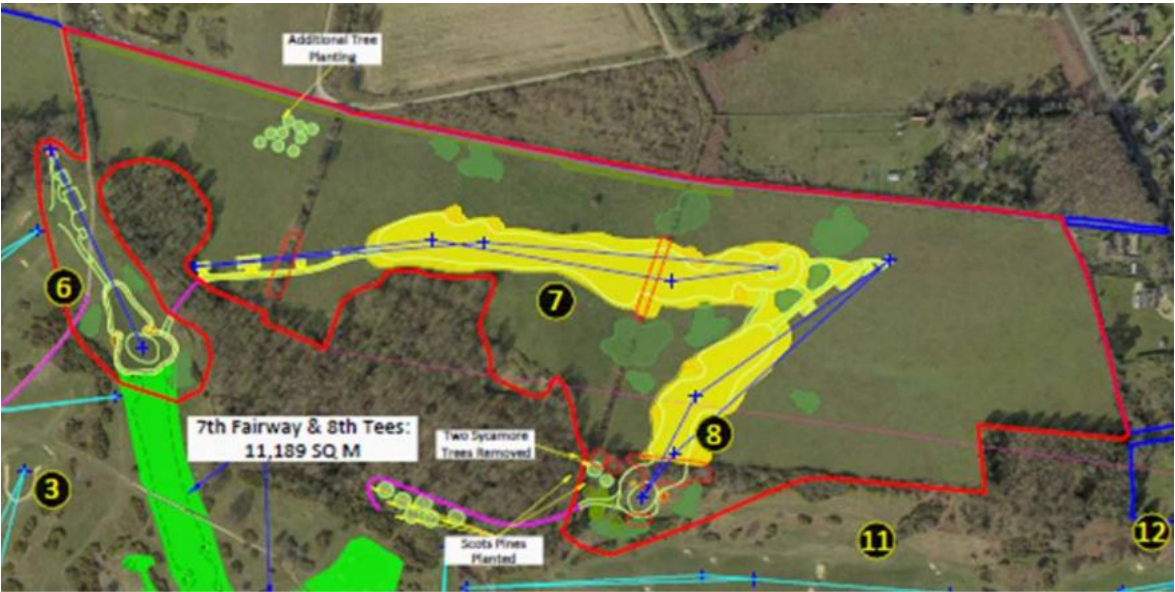 Additional Tree
Planting
6
7
7th Fairway & 8th Tees:
11,189 SQ M
Two Sycamore
Trees Removed
8
3
Scots Pines
Planted
11
12